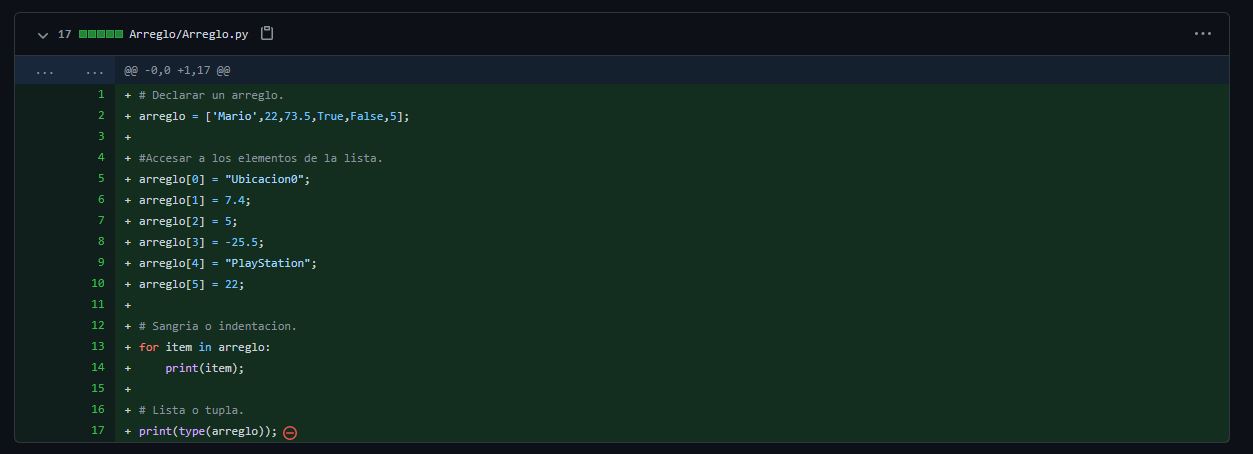 17 Arreglo/Arreglo.py
... ... @@ -0,0 +1,17 @@
1 + # Declarar un arreglo.
2 + arreglo = ['Mario',22,73.5,True,False,5];
3 +
4 + #Accesar a los elementos de la lista.
5 + arreglo[0] = "Ubicacion0";
6 + arreglo[1] = 7.4;
7 + arreglo[2] = 5;
8 + arreglo[3] = -25.5;
9 + arreglo[4] = "PlayStation";
10 + arreglo[5] = 22;
11 +
12 + # Sangria o indentacion.
13 + for item in arreglo:
14 +     print(item);
15 +
16 + # Lista o tupla.
17 + print(type(arreglo));